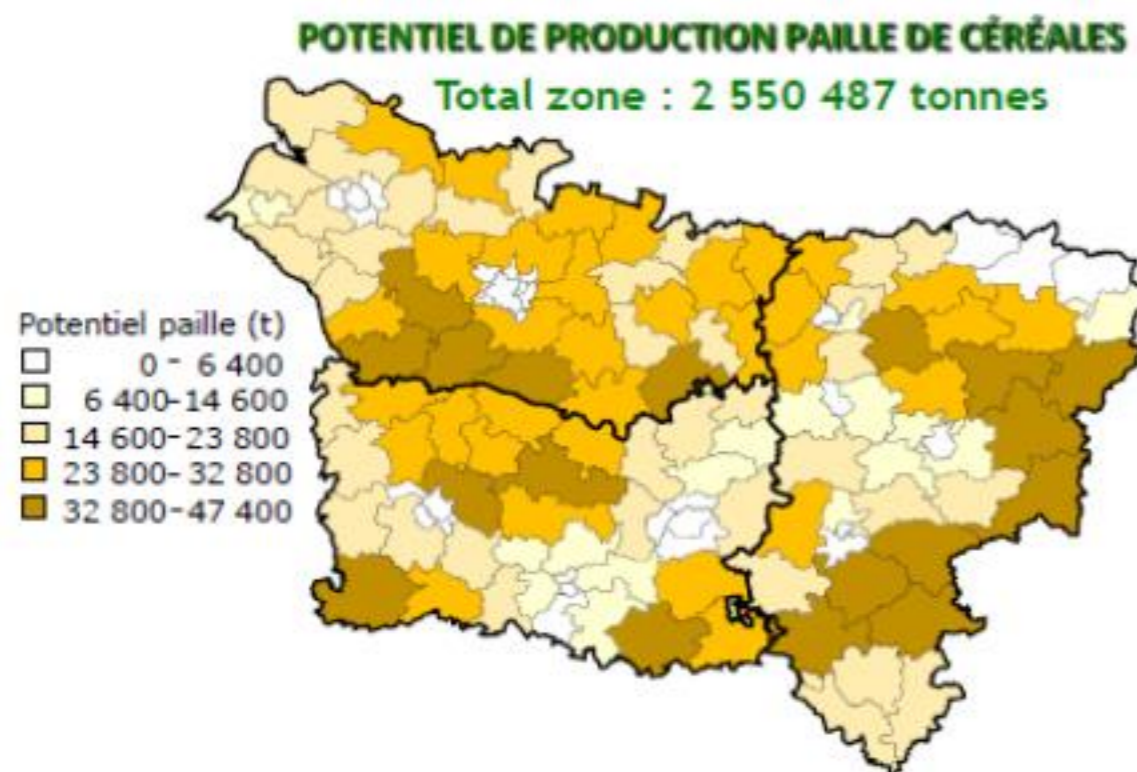 POTENTIEL DE PRODUCTION PAILLE DE CÉRÉALES
Total zone : 2 550 487 tonnes
Potentiel paille (t)
0 - 6 400
6 400-14 600
14 600-23 800
23 800-32 800
32 800-47 400